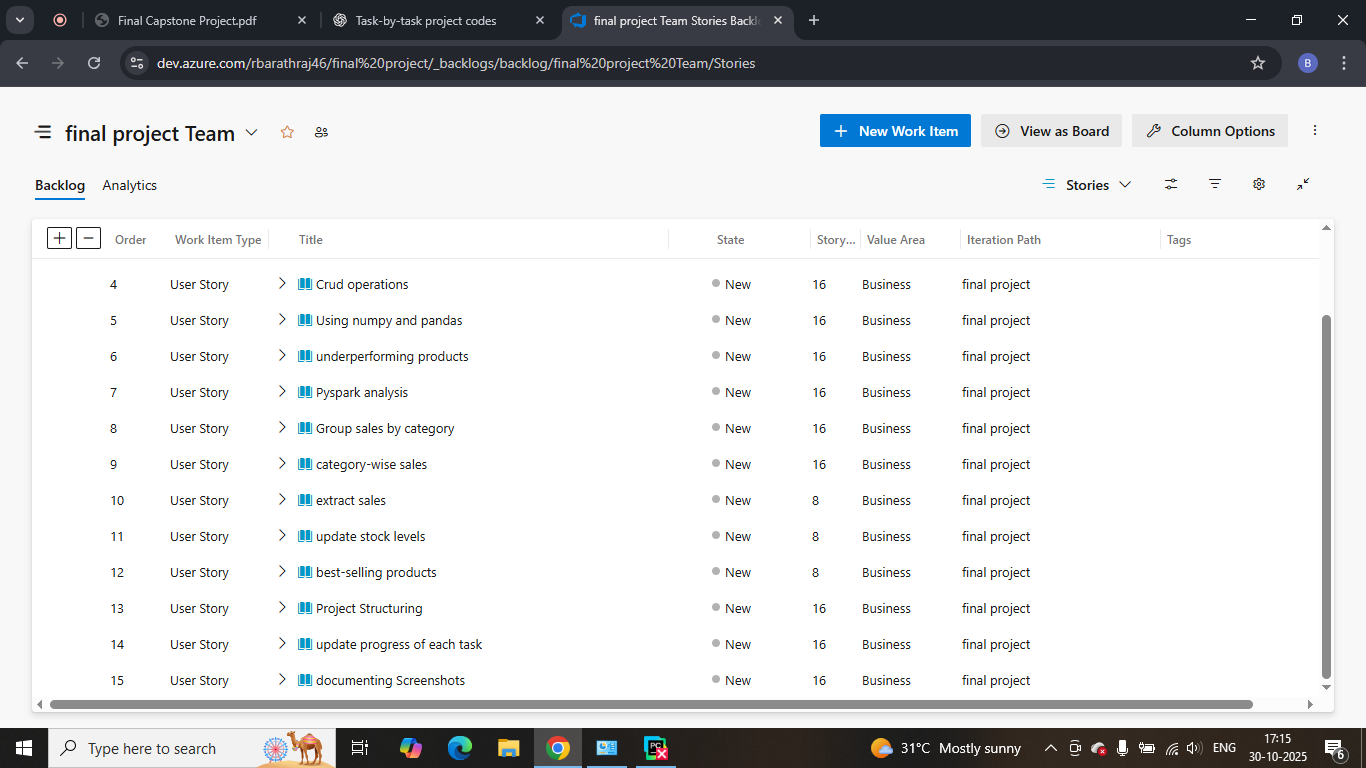 Final Capstone Project.pdf
Task-by-task project codes
final project Team Stories Backl
dev.azure.com/rbarathraj46/final%20project/_backlogs/backlog/final%20project%20Team/Stories
B
final project Team
New Work Item
View as Board
Column Options
Backlog
Analytics
Stories
Order Work Item Type Title State Story... Value Area Iteration Path Tags
4 User Story Crud operations New 16 Business final project
5 User Story Using numpy and pandas New 16 Business final project
6 User Story underperforming products New 16 Business final project
7 User Story Pyspark analysis New 16 Business final project
8 User Story Group sales by category New 16 Business final project
9 User Story category-wise sales New 16 Business final project
10 User Story extract sales New 8 Business final project
11 User Story update stock levels New 8 Business final project
12 User Story best-selling products New 8 Business final project
13 User Story Project Structuring New 16 Business final project
14 User Story update progress of each task New 16 Business final project
15 User Story documenting Screenshots New 16 Business final project
Type here to search
PC
31°C Mostly sunny
ENG
17:15
30-10-2025
6